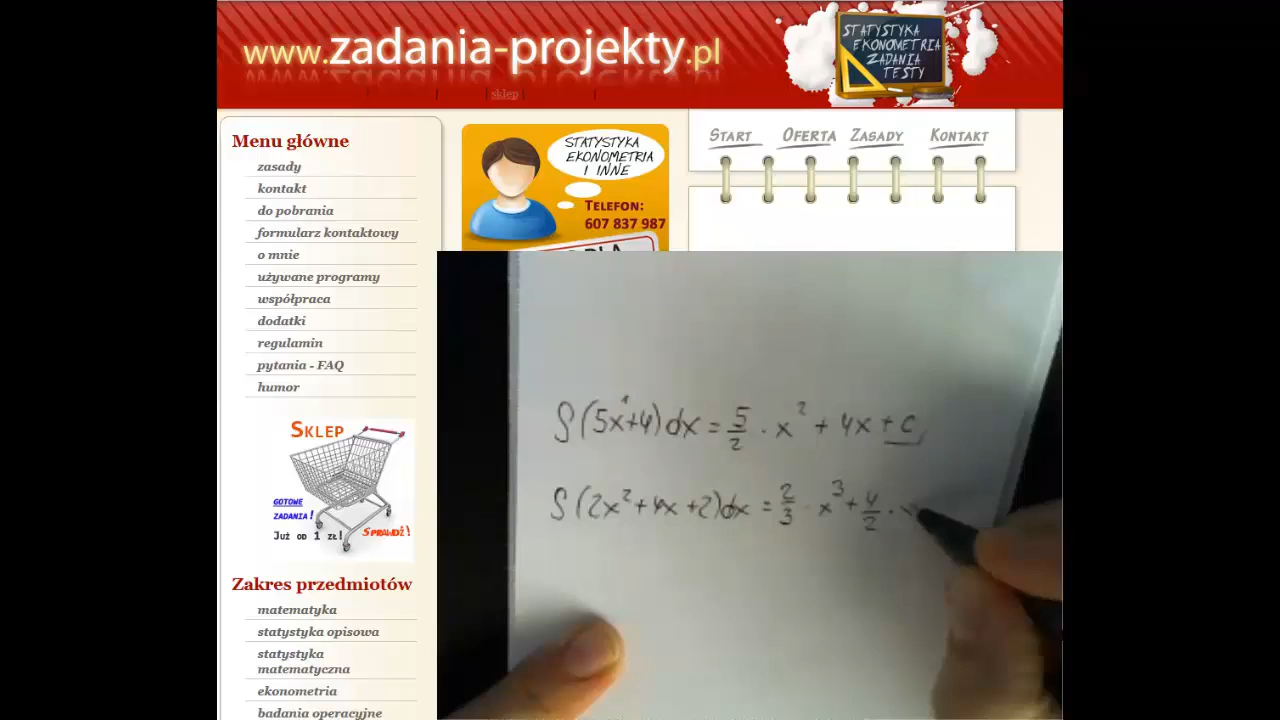 www.zadania-projekty.pl
STATYSTYKA
EKONOMETRIA
ZADANIA
TESTY
sklep
Menu główne
zasady
kontakt
do pobrania
formularz kontaktowy
o mnie
używane programy
współpraca
dodatki
regulamin
pytania - FAQ
humor
SKLEP
GOTOWE
ZADANIA!
JUŻ OD 1 ZŁ!
SPRAWDŹ!
Zakres przedmiotów
matematyka
statystyka opisowa
statystyka
matematyczna
ekonometria
badania operacyjne
STATYSTYKA
EKONOMETRIA
I INNE
TELEFON:
607 837 987
START OFERTA ZASADY KONTAKT
∫(5x¹+4)dx = 5/2 · x² + 4x + c
∫(2x²+4x+2)dx = 2/3 · x³ + 4/2 ·